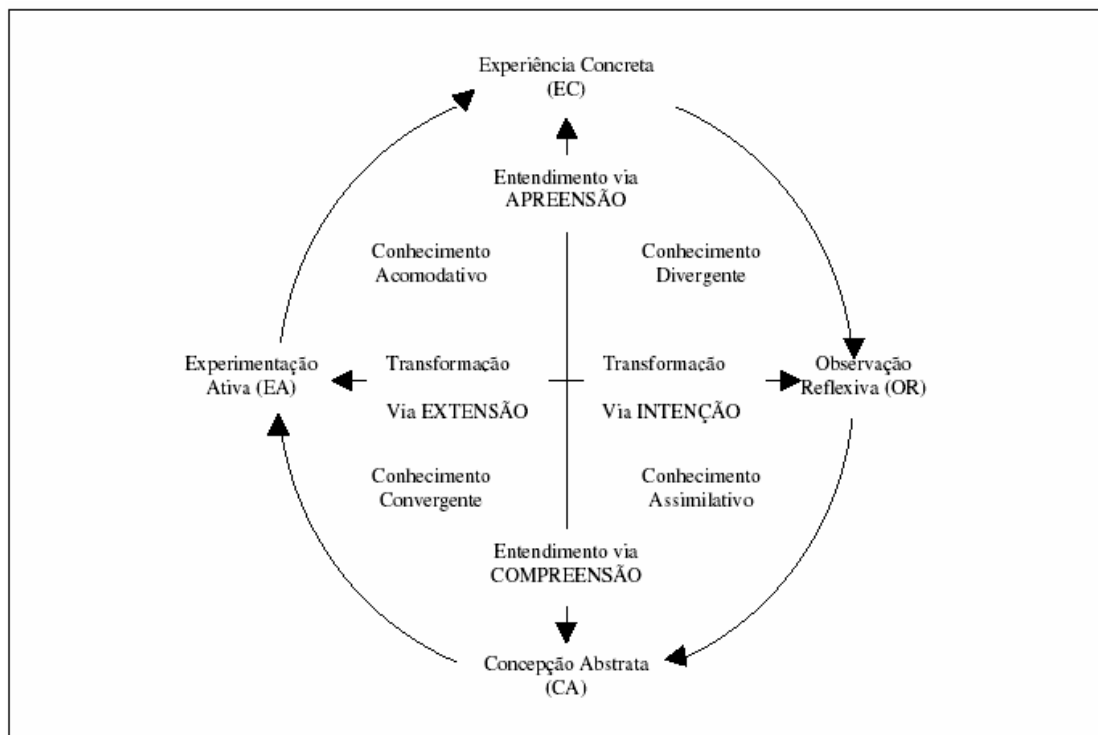 Experiência Concreta
(EC)
Entendimento via
APREENSÃO
Conhecimento
Acomodativo
Conhecimento
Divergente
Experimentação
Ativa (EA)
Transformação
Via EXTENSÃO
Transformação
Via INTENÇÃO
Observação
Reflexiva (OR)
Conhecimento
Convergente
Conhecimento
Assimilativo
Entendimento via
COMPREENSÃO
Concepção Abstrata
(CA)